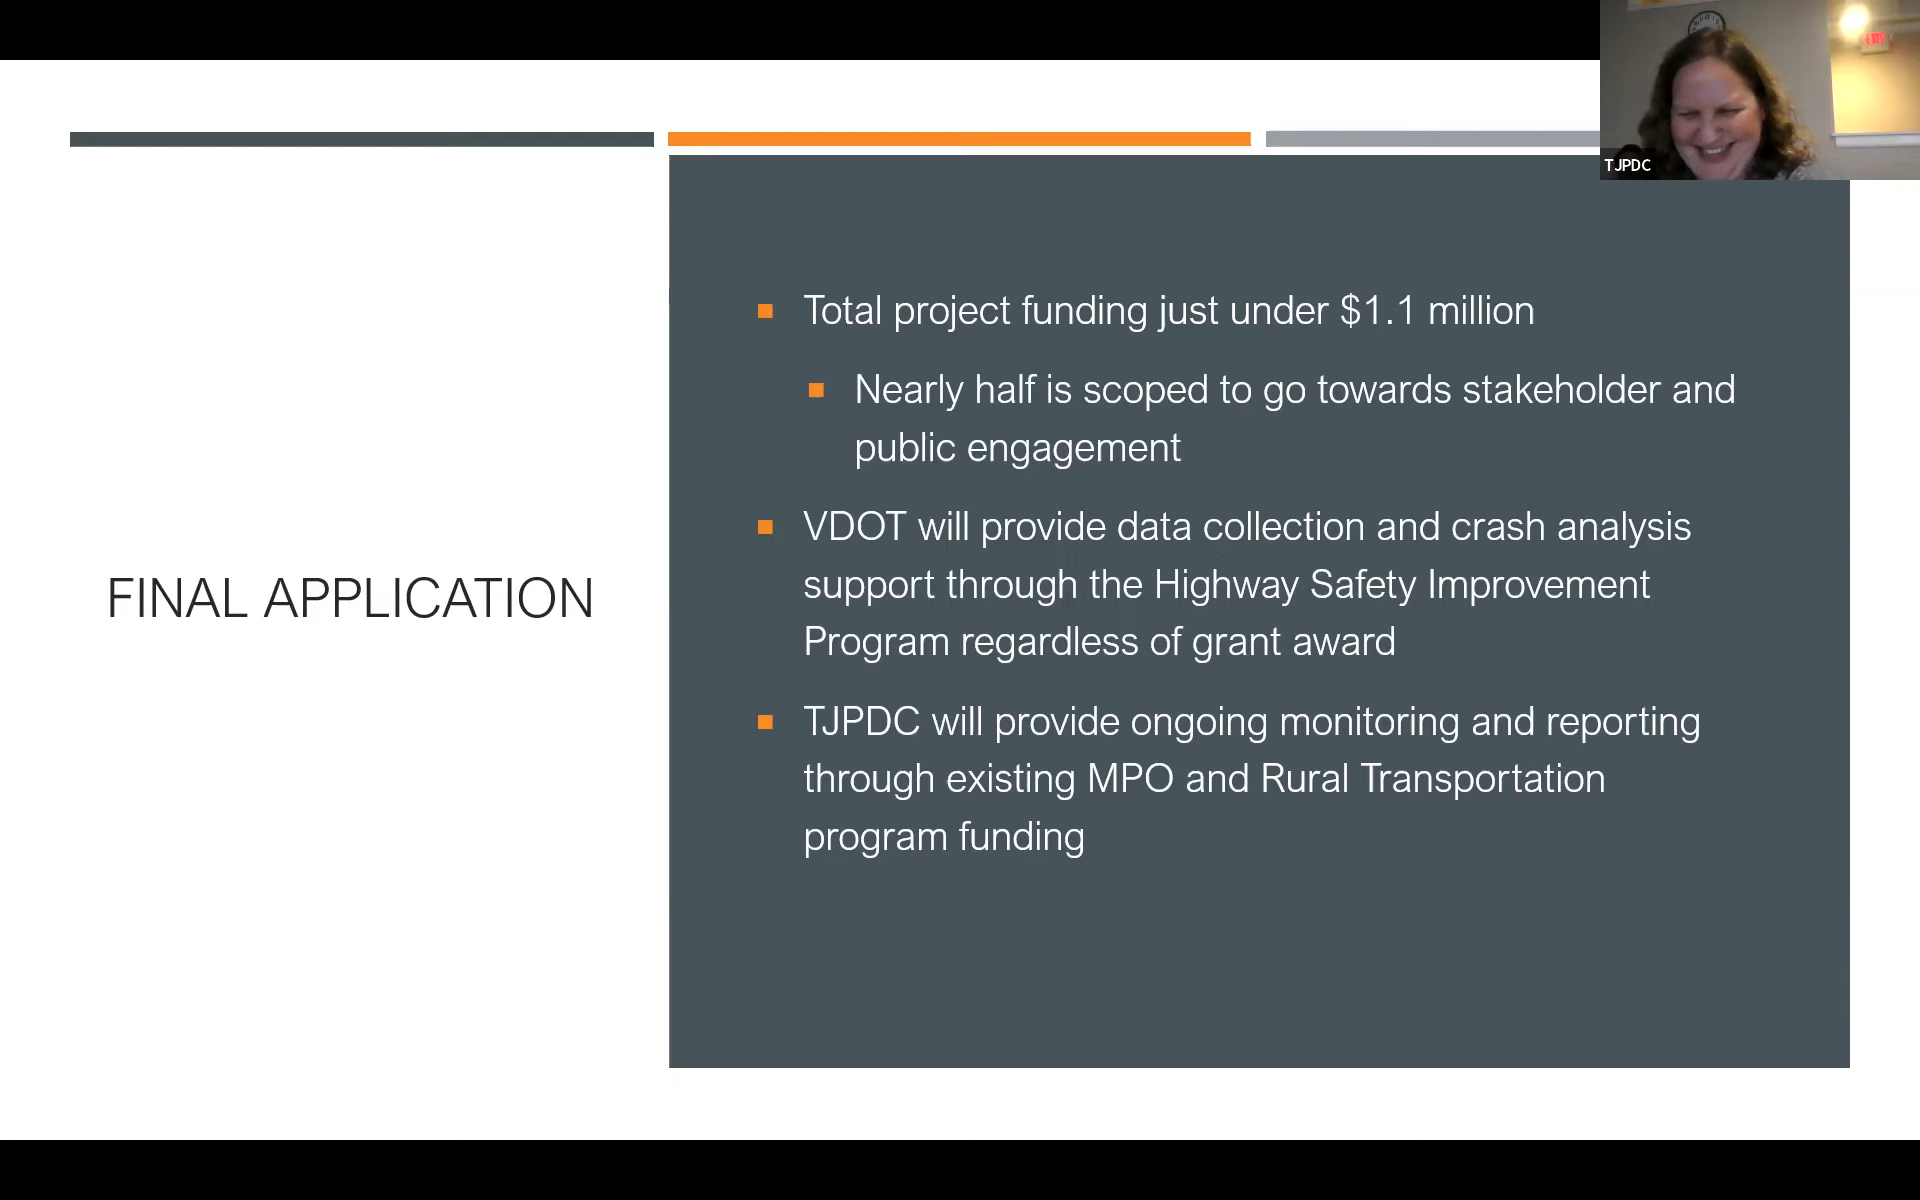 EXIT
TJPDC
FINAL APPLICATION
Total project funding just under $1.1 million
Nearly half is scoped to go towards stakeholder and
public engagement
VDOT will provide data collection and crash analysis
support through the Highway Safety Improvement
Program regardless of grant award
TJPDC will provide ongoing monitoring and reporting
through existing MPO and Rural Transportation
program funding